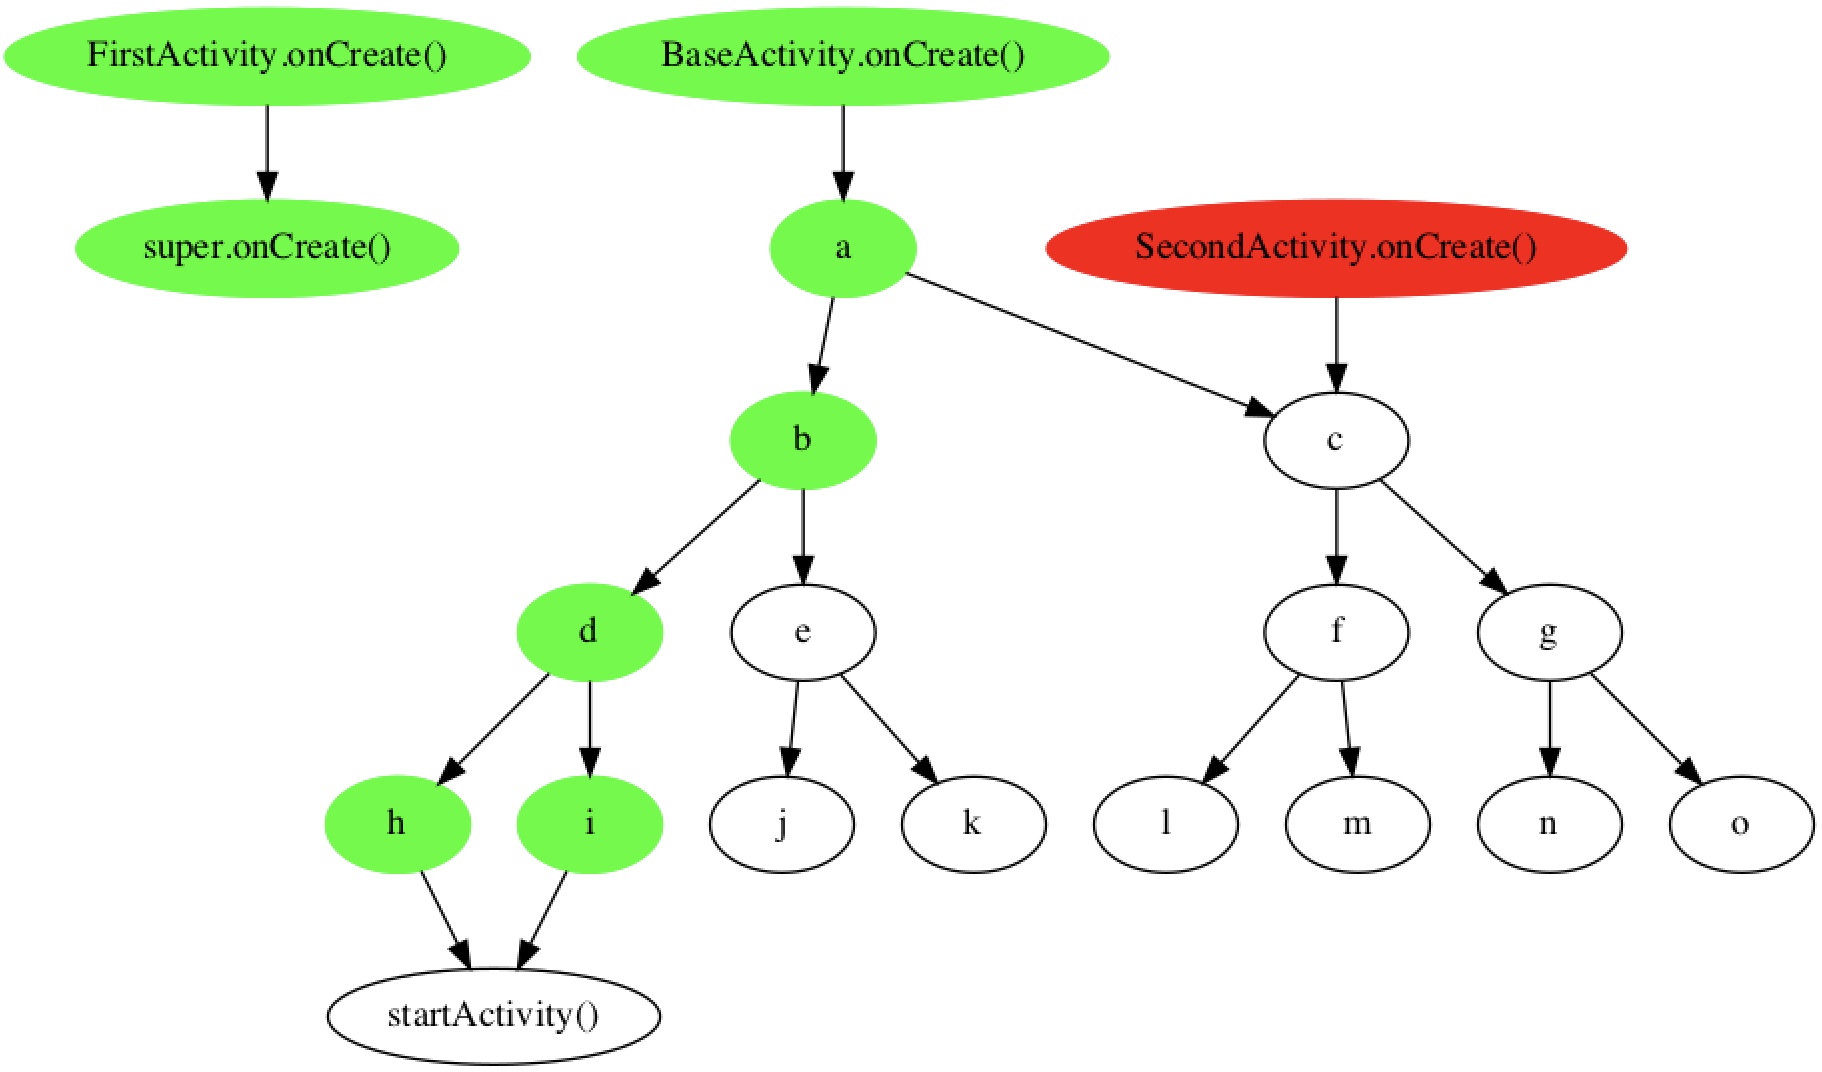 FirstActivity.onCreate()
BaseActivity.onCreate()
super.onCreate()
a
SecondActivity.onCreate()
b
c
d
e
f
g
h
i
j
k
l
m
n
o
startActivity()